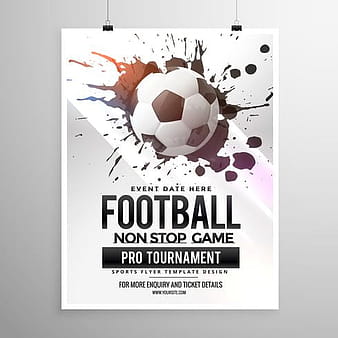 EVENT DATE HERE
FOOTBALL
NON STOP GAME
PRO TOURNAMENT
SPORTS FLYER TEMPLATE DESIGN
FOR MORE ENQUIRY AND TICKET DETAILS
WWW.YOURSITE.COM